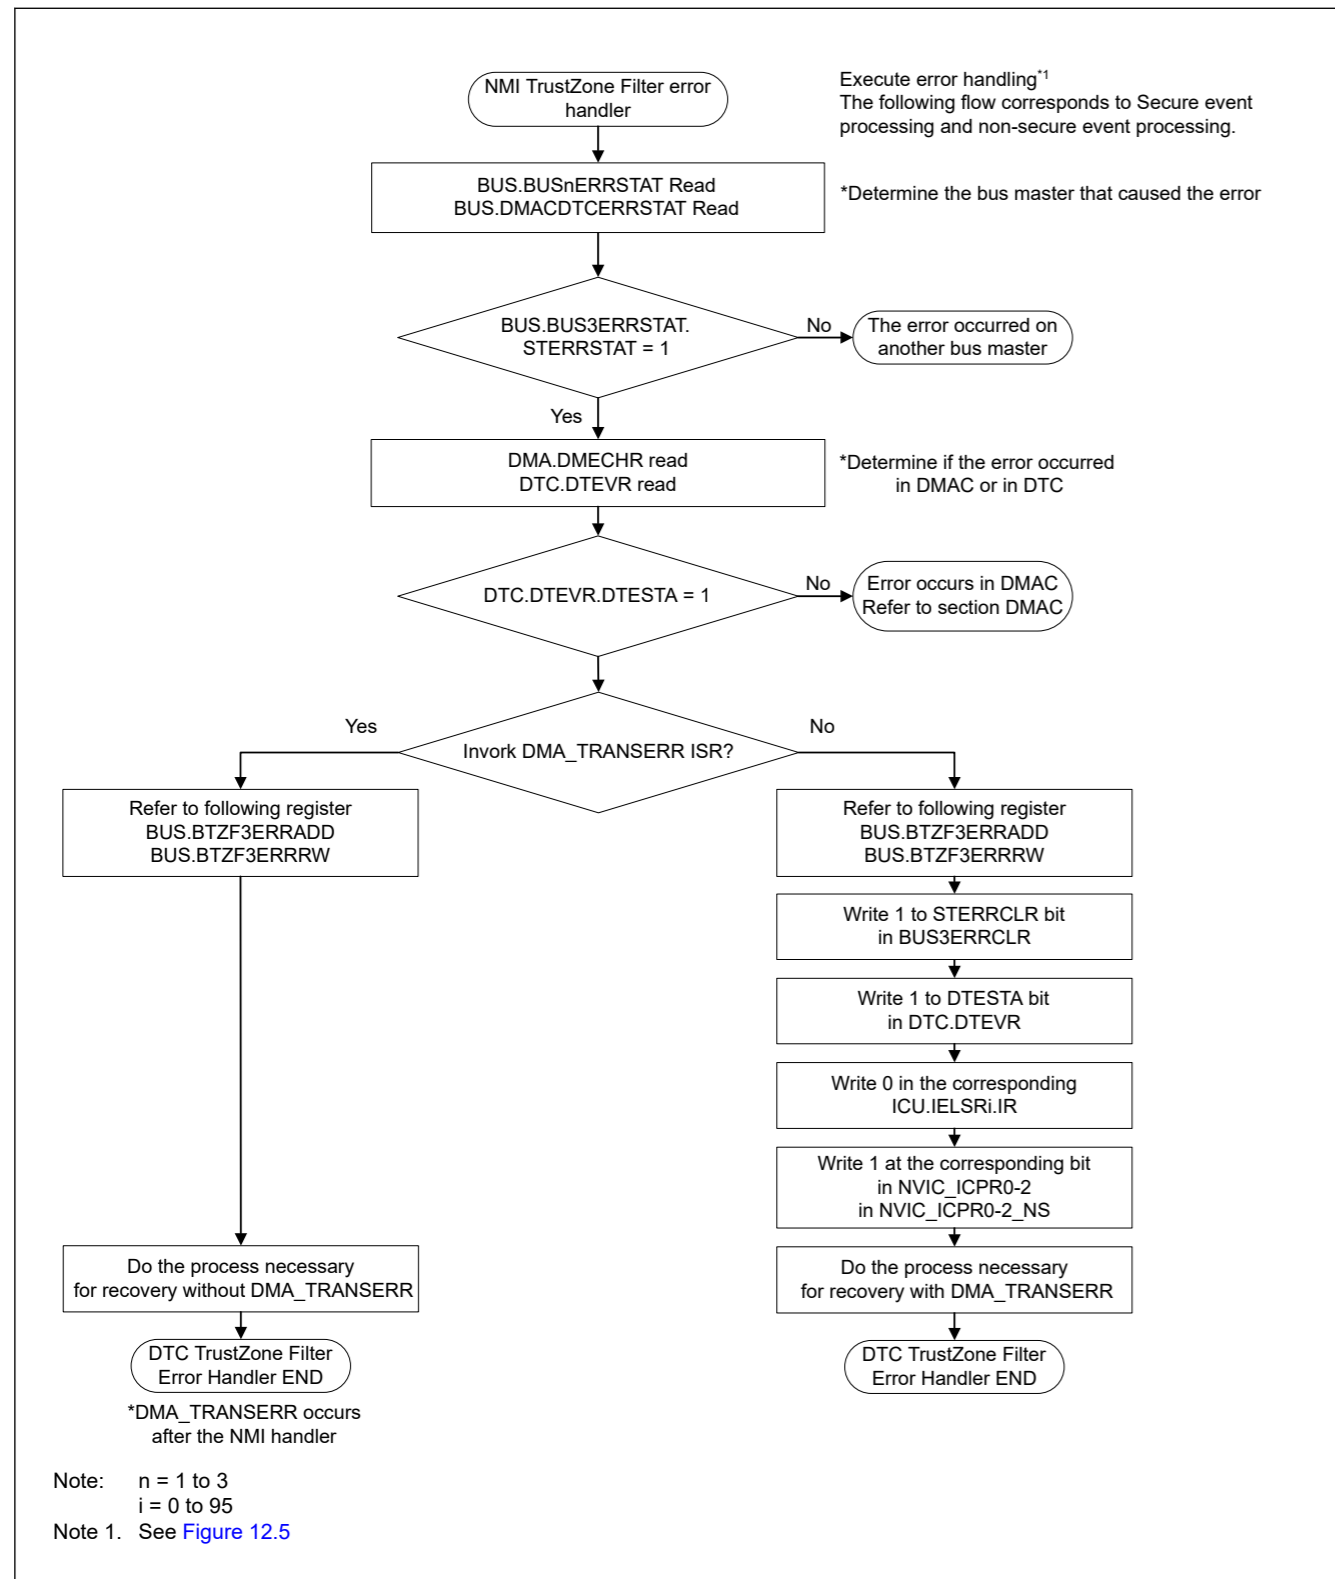 NMI TrustZone Filter error
handler
Execute error handling*1
The following flow corresponds to Secure event
processing and non-secure event processing.
BUS.BUSnERRSTAT Read
BUS.DMACDTCERRSTAT Read
*Determine the bus master that caused the error
BUS.BUS3ERRSTAT.
STERRSTAT = 1
No
The error occurred on
another bus master
Yes
DMA.DMECHR read
DTC.DTEVR read
*Determine if the error occurred
in DMAC or in DTC
DTC.DTEVR.DTESTA = 1
No
Error occurs in DMAC
Refer to section DMAC
Yes
Invork DMA_TRANSERR ISR?
No
Refer to following register
BUS.BTZF3ERRADD
BUS.BTZF3ERRRW
Refer to following register
BUS.BTZF3ERRADD
BUS.BTZF3ERRRW
Write 1 to STERRCLR bit
in BUS3ERRCLR
Write 1 to DTESTA bit
in DTC.DTEVR
Write 0 in the corresponding
ICU.IELSRi.IR
Write 1 at the corresponding bit
in NVIC_ICPR0-2
in NVIC_ICPR0-2_NS
Do the process necessary
for recovery without DMA_TRANSERR
Do the process necessary
for recovery with DMA_TRANSERR
DTC TrustZone Filter
Error Handler END
DTC TrustZone Filter
Error Handler END
*DMA_TRANSERR occurs
after the NMI handler
Note: n = 1 to 3
i = 0 to 95
Note 1. See Figure 12.5